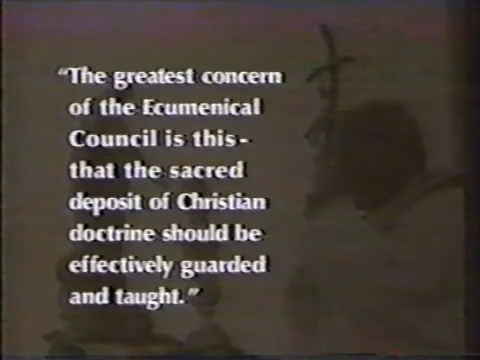 “The greatest concern
of the Ecumenical
Council is this-
that the sacred
deposit of Christian
doctrine should be
effectively guarded
and taught.”